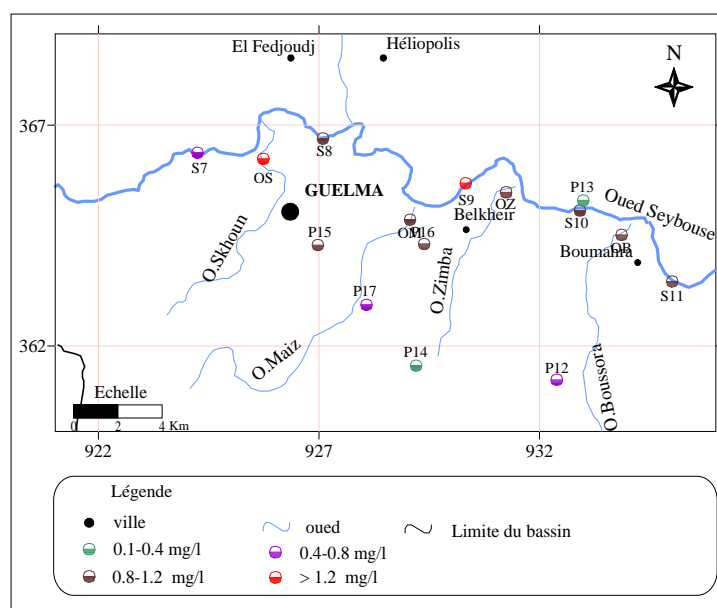 El Fedjoudj
Héliopolis
N
367
S7
OS
S8
GUELMA
S9
OZ
P13
Oued Seybouse
S10
Belkheir
P15
OM
P16
OB
Boumahra
S11
O.Skhoun
O.Zimba
P17
362
O.Maiz
P14
P12
O.Boussora
Echelle
0 2 4 Km
922 927 932
Légende
ville
oued
Limite du bassin
0.1-0.4 mg/l
0.4-0.8 mg/l
0.8-1.2 mg/l
> 1.2 mg/l